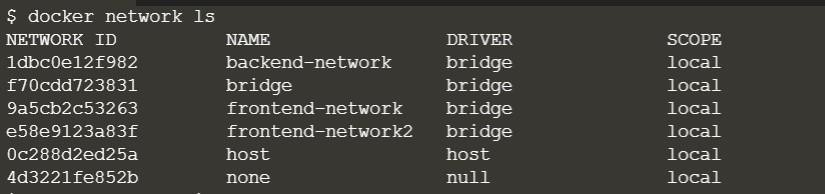 $ docker network ls
NETWORK ID NAME DRIVER SCOPE
1dbc0e12f982 backend-network bridge local
f70cdd723831 bridge bridge local
9a5cb2c53263 frontend-network bridge local
e58e9123a83f frontend-network2 bridge local
0c288d2ed25a host host local
4d3221fe852b none null local